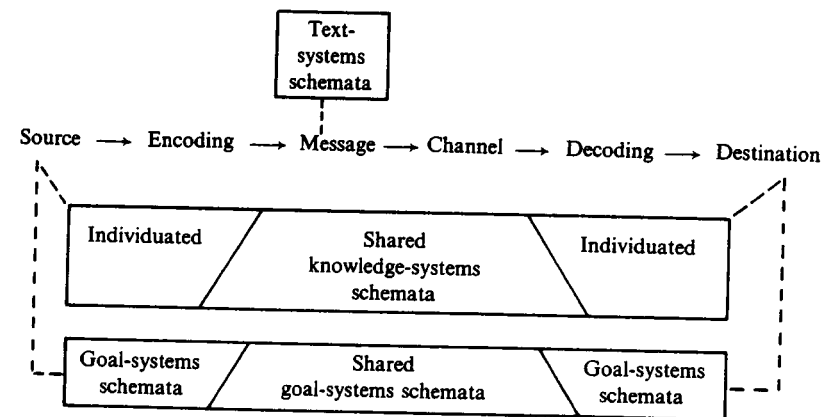 Text-
systems
schemata
Source → Encoding → Message → Channel → Decoding → Destination
Individuated
Shared
knowledge-systems
schemata
Individuated
Goal-systems
schemata
Shared
goal-systems schemata
Goal-systems
schemata